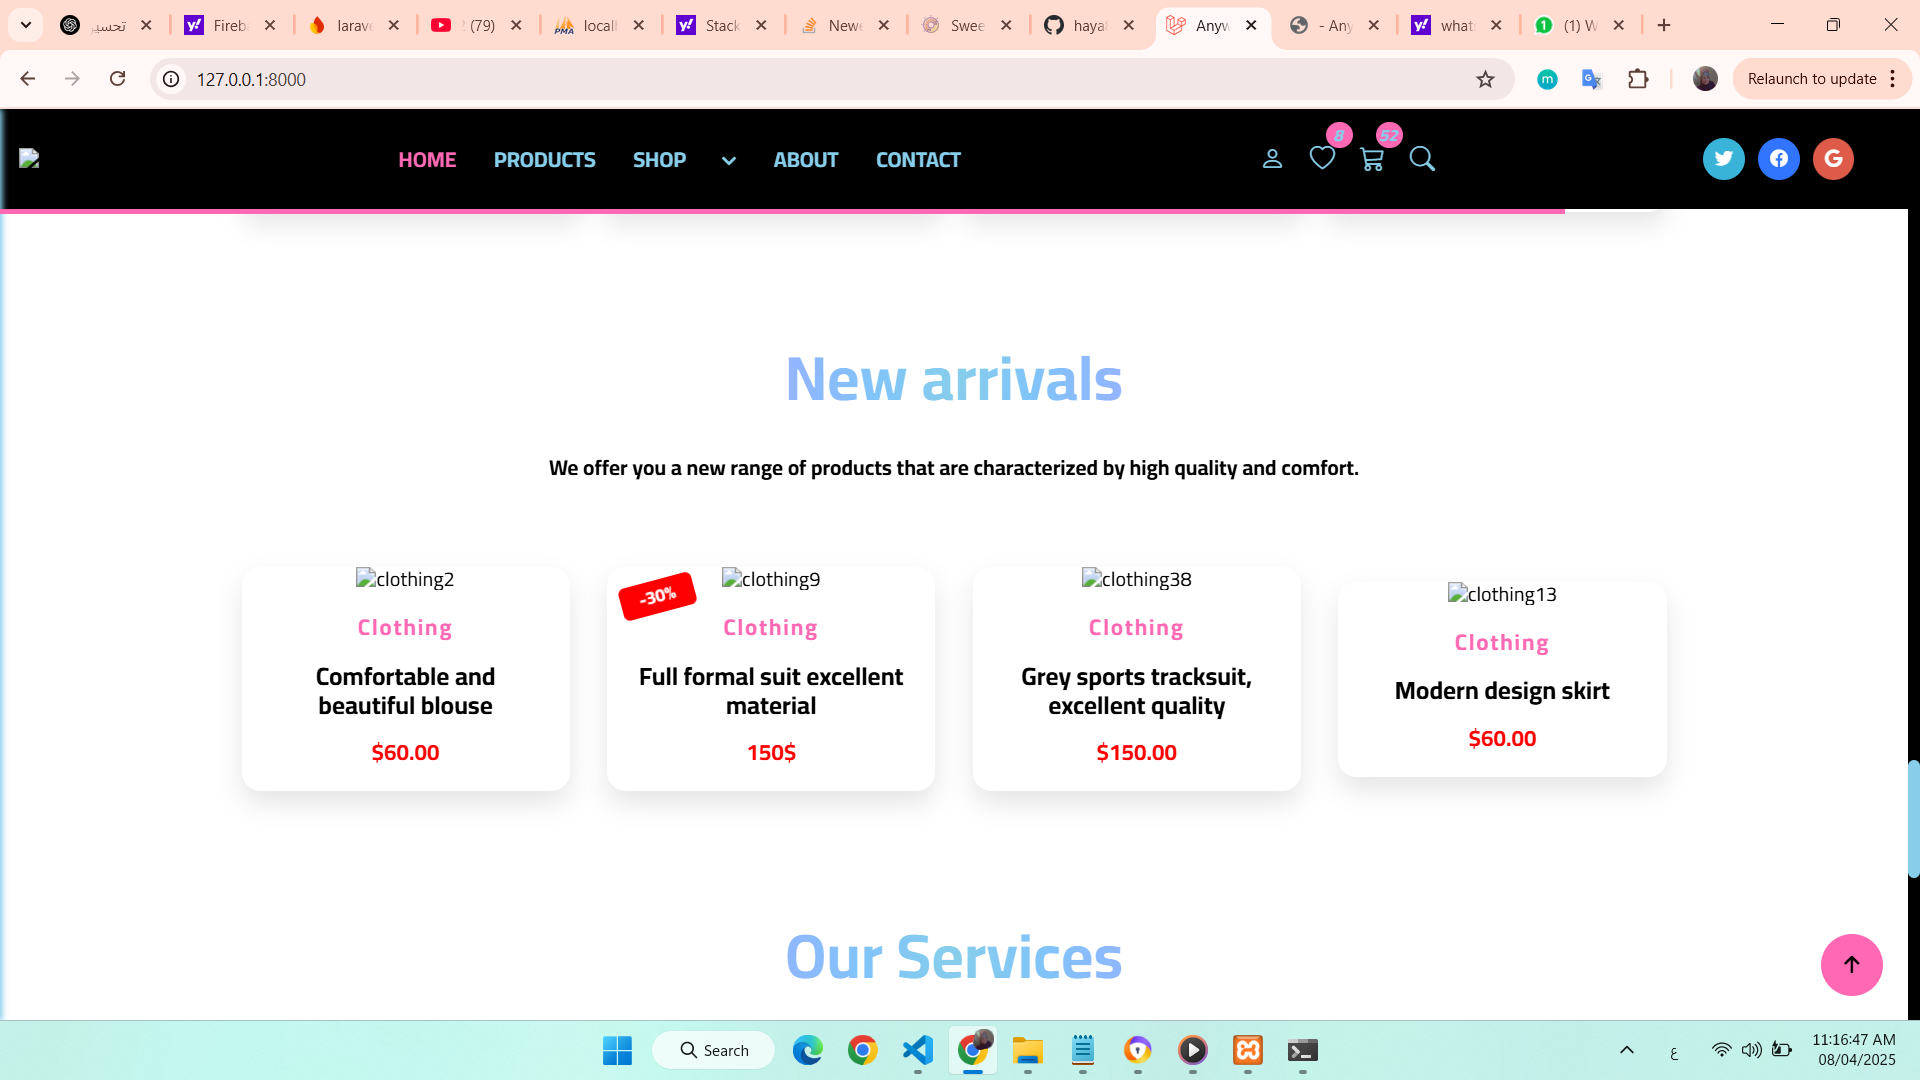 تحسين
Fireba
larave
(79)
localh
Stack
Newe
Swee
haya8
Anyw
- Any
what
(1) W
127.0.0.1:8000
Relaunch to update
HOME
PRODUCTS
SHOP
ABOUT
CONTACT
8
52
New arrivals
We offer you a new range of products that are characterized by high quality and comfort.
clothing2
Clothing
Comfortable and
beautiful blouse
$60.00
-30%
clothing9
Clothing
Full formal suit excellent
material
150$
clothing38
Clothing
Grey sports tracksuit,
excellent quality
$150.00
clothing13
Clothing
Modern design skirt
$60.00
Our Services
Search
ع
11:16:47 AM
08/04/2025